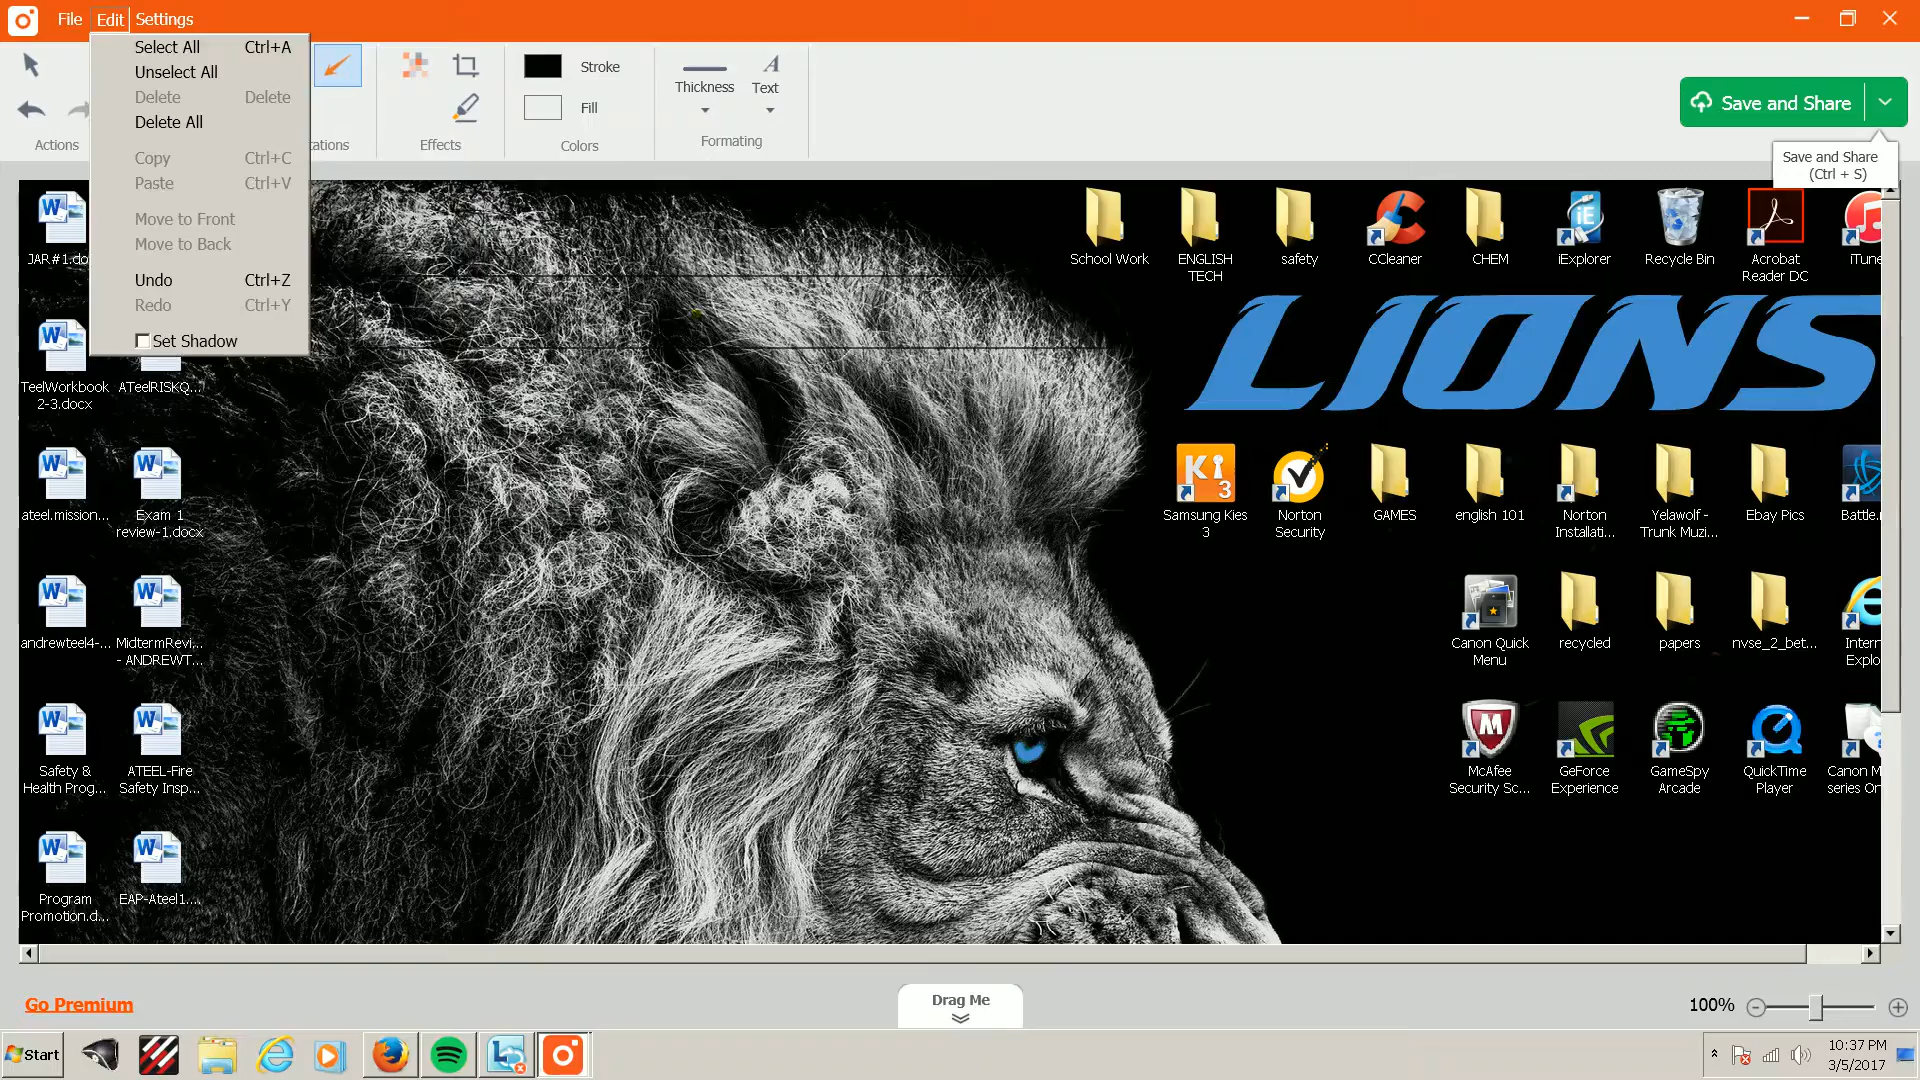 File Edit Settings
Select All Ctrl+A
Unselect All
Delete Delete
Delete All
Copy Ctrl+C
Paste Ctrl+V
Move to Front
Move to Back
Undo Ctrl+Z
Redo Ctrl+Y
Set Shadow
Actions
tations
Effects
Stroke
Fill
Colors
Thickness
A
Text
Formating
Save and Share
Save and Share
(Ctrl + S)
JAR#1.do
School Work
ENGLISH
TECH
safety
CCleaner
CHEM
iExplorer
Recycle Bin
Acrobat
Reader DC
iTune
LIONS
TeelWorkbook
2-3.docx
ATeelRISKQ...
ateel.mission...
Exam 1
review-1.docx
Samsung Kies
3
Norton
Security
GAMES
english 101
Norton
Installati...
Yelawolf -
Trunk Muzi...
Ebay Pics
Battle.
andrewteel4-...
MidtermRevi...
- ANDREWT...
Canon Quick
Menu
recycled
papers
nvse_2_bet...
Intern
Explo
Safety &
Health Prog...
ATEEL-Fire
Safety Insp...
McAfee
Security Sc...
GeForce
Experience
GameSpy
Arcade
QuickTime
Player
Canon M
series On
Program
Promotion.d...
EAP-Ateel1....
Go Premium
Drag Me
100%
Start
10:37 PM
3/5/2017